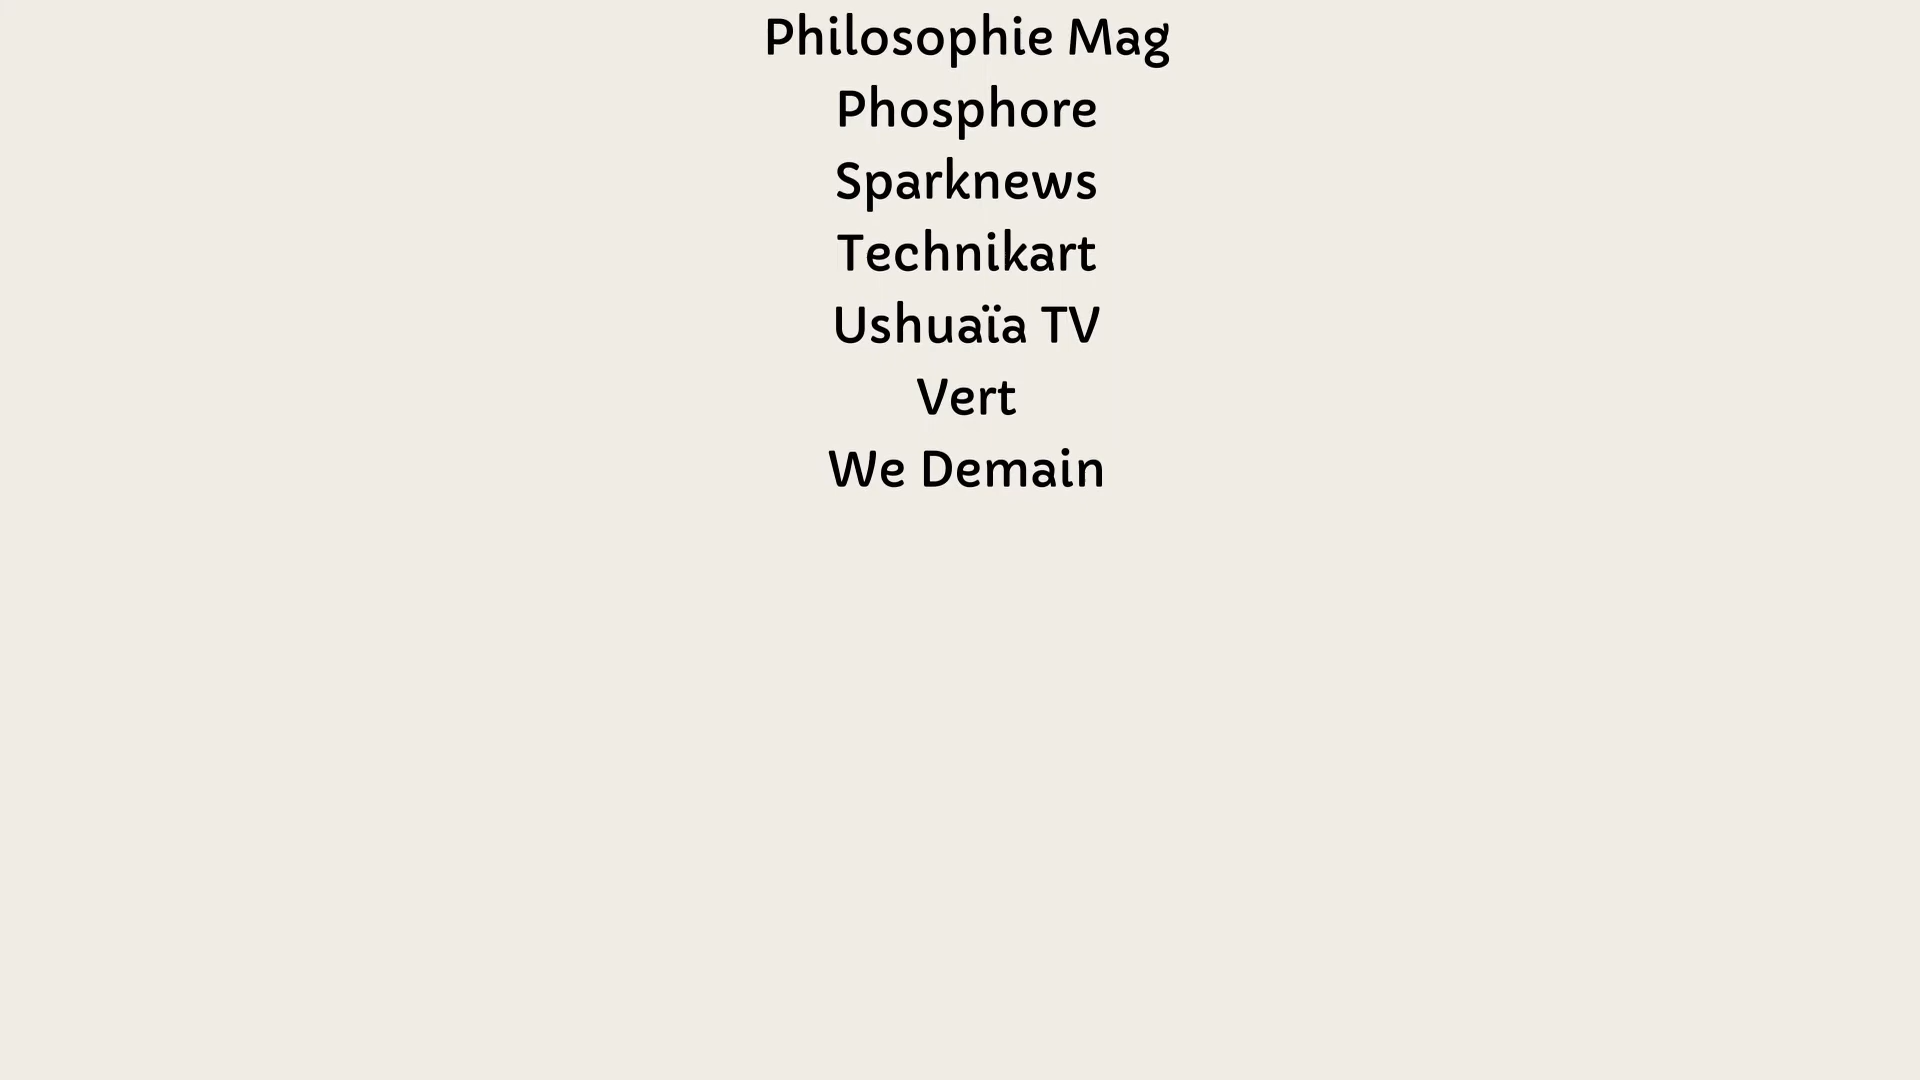 Philosophie Mag
Phosphore
Sparknews
Technikart
Ushuaïa TV
Vert
We Demain